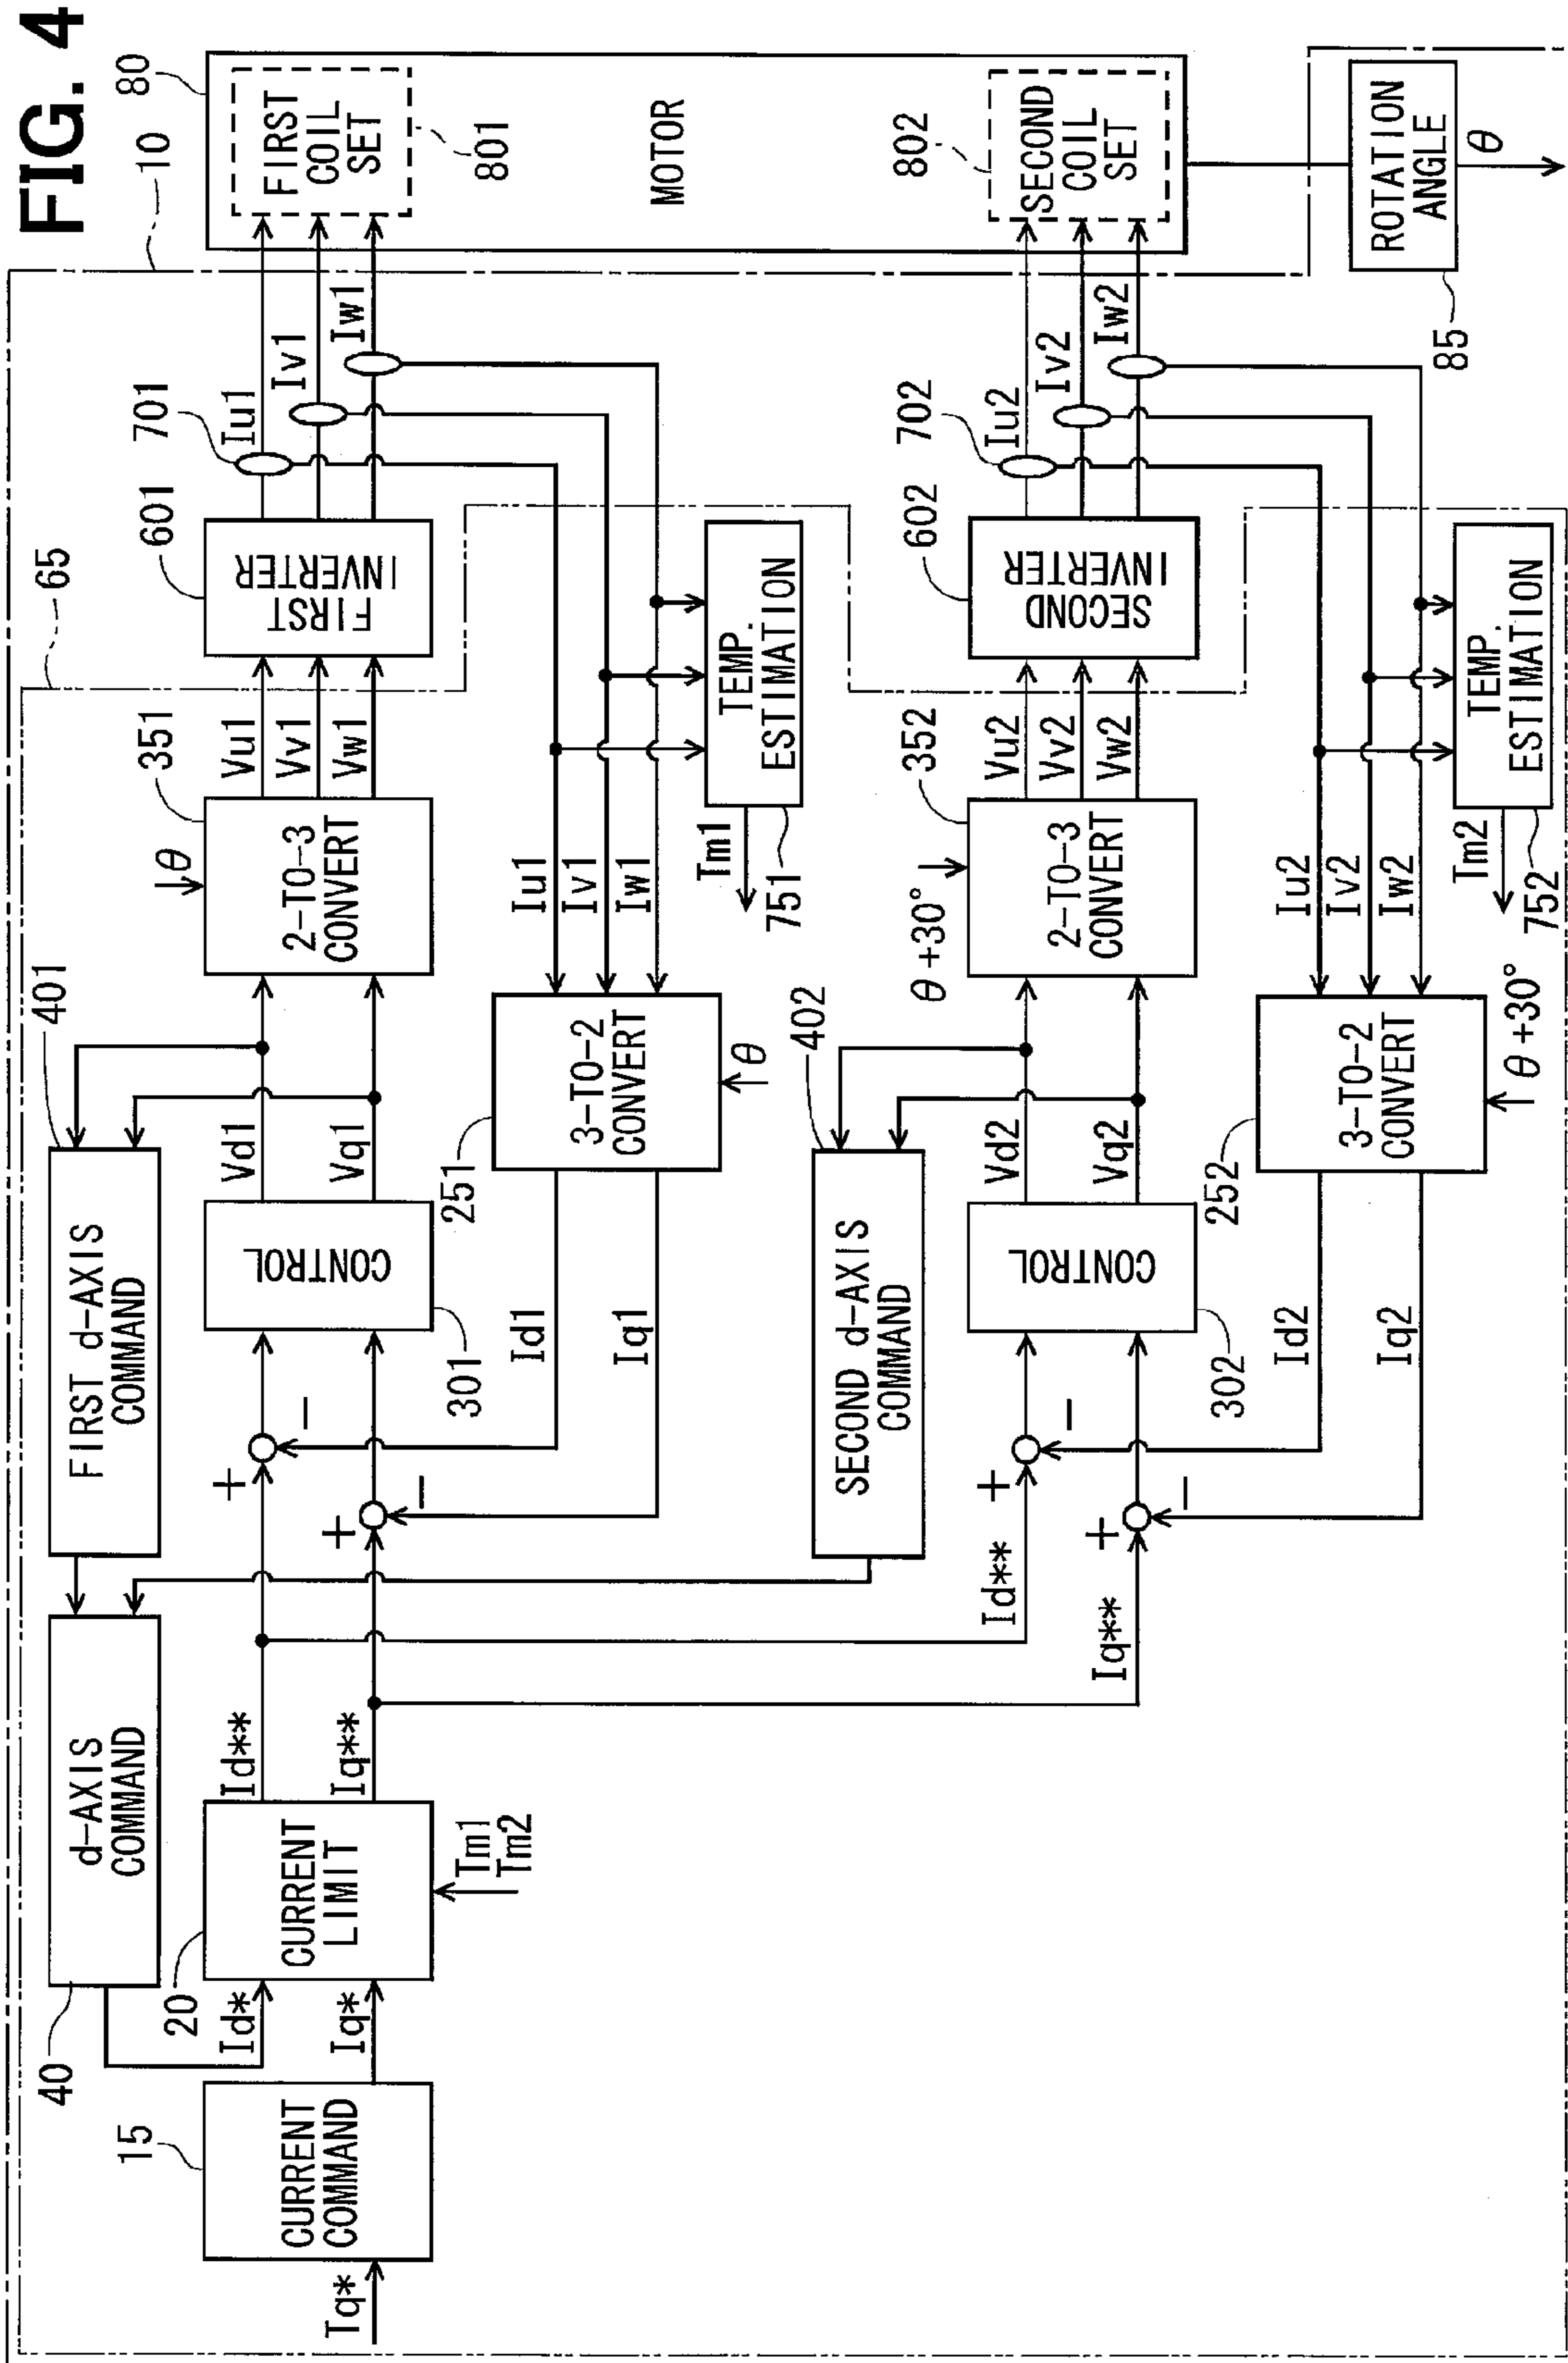 FIG. 4
10
80
65
FIRST
COIL
SET
801
MOTOR
802
SECOND
COIL
SET
ROTATION
ANGLE
θ
85
40
d-AXIS
COMMAND
FIRST d-AXIS
COMMAND
401
15
CURRENT
COMMAND
Tq*
Id*
Iq*
20
CURRENT
LIMIT
Tm1
Tm2
Id**
Iq**
+
−
+
−
CONTROL
301
Vd1
Vq1
θ
351
2-TO-3
CONVERT
Vu1
Vv1
Vw1
601
FIRST
INVERTER
701
Iu1
Iv1
Iw1
Id1
Iq1
251
3-TO-2
CONVERT
θ
Iu1
Iv1
Iw1
Tm1
751
TEMP.
ESTIMATION
SECOND d-AXIS
COMMAND
402
Id**
Iq**
+
−
+
−
CONTROL
302
Vd2
Vq2
θ +30°
352
2-TO-3
CONVERT
Vu2
Vv2
Vw2
602
SECOND
INVERTER
702
Iu2
Iv2
Iw2
Id2
Iq2
252
3-TO-2
CONVERT
θ +30°
Iu2
Iv2
Iw2
Tm2
752
TEMP.
ESTIMATION